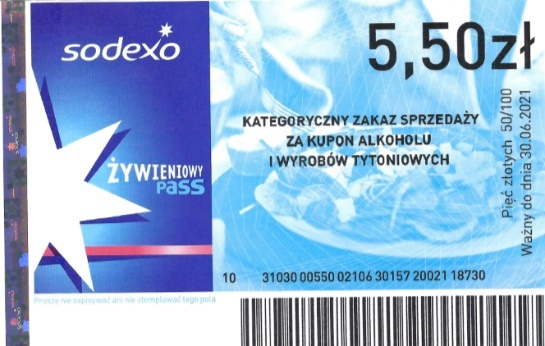 sodexo
5,50zł
KATEGORYCZNY ZAKAZ SPRZEDAŻY
ZA KUPON ALKOHOLU
I WYROBÓW TYTONIOWYCH
ŻYWIENIOWY
Pass
Pięć złotych 50/100
Ważny do dnia 30.06.2021
10 31030 00550 02106 30157 20021 18730
Proszę nie zapisywać ani nie stemplować tego pola